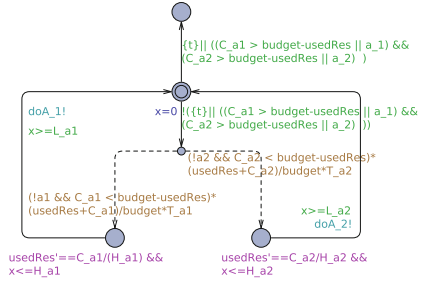 {t}|| ((C_a1 > budget-usedRes || a_1) &&
(C_a2 > budget-usedRes || a_2)  )
doA_1!
x>=L_a1
x=0
!({t}|| ((C_a1 > budget-usedRes || a_1) &&
(C_a2 > budget-usedRes || a_2)  ))
(!a2 && C_a2 < budget-usedRes)*
(usedRes+C_a2)/budget*T_a2
(!a1 && C_a1 < budget-usedRes)*
(usedRes+C_a1)/budget*T_a1
x>=L_a2
doA_2!
usedRes'==C_a1/(H_a1) &&
x<=H_a1
usedRes'==C_a2/H_a2 &&
x<=H_a2